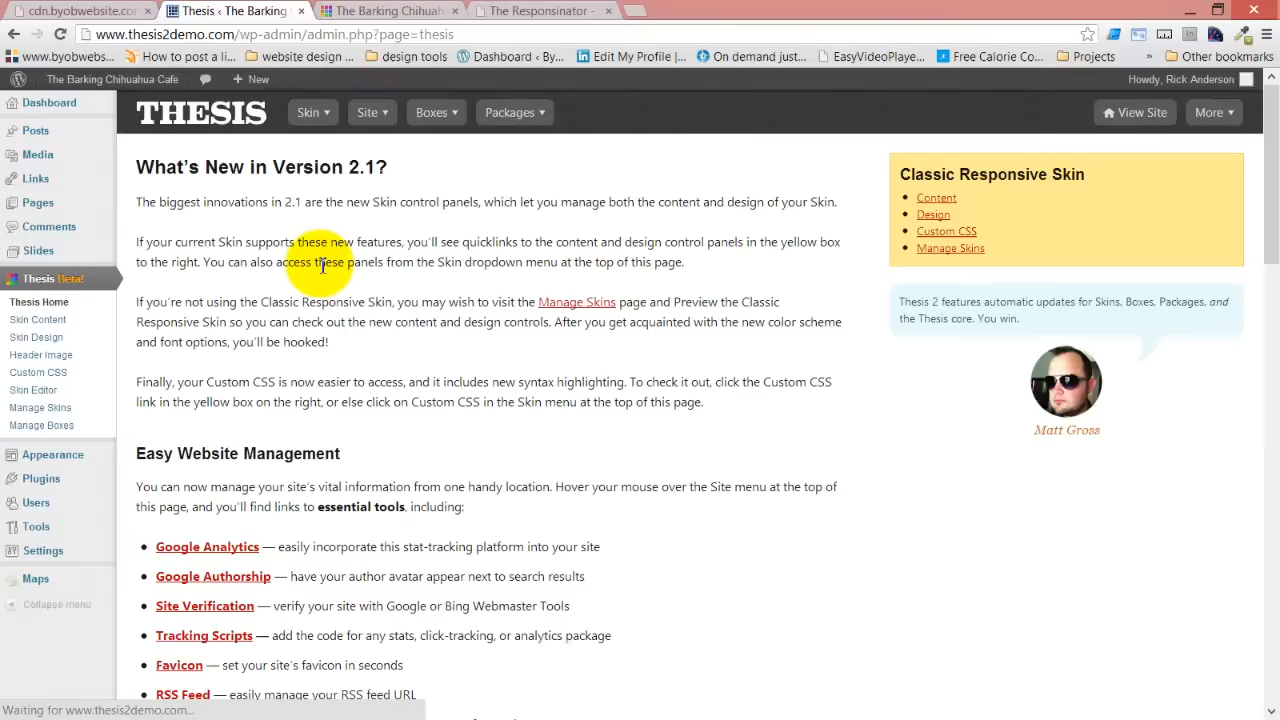 cdn.byobwebsite.con
Thesis ‹ The Barking
The Barking Chihuah
The Responsinator –
www.thesis2demo.com/wp-admin/admin.php?page=thesis
www.byobwebs...
How to post a li...
website design ...
design tools
Dashboard ‹ By...
Edit My Profile |...
On demand vide...
EasyVideoPlaye...
Free Calorie Co...
Projects
»
Other bookmarks
The Barking Chihuahua Cafe
+ New
Howdy, Rick Anderson
Dashboard
Posts
Media
Links
Pages
Comments
Slides
Thesis Beta!
Thesis Home
Skin Content
Skin Design
Header Image
Custom CSS
Skin Editor
Manage Skins
Manage Boxes
Appearance
Plugins
Users
Tools
Settings
Maps
Collapse menu
THESIS
Skin ▾
Site ▾
Boxes ▾
Packages ▾
View Site
More ▾
What's New in Version 2.1?
The biggest innovations in 2.1 are the new Skin control panels, which let you manage both the content and design of your Skin.
If your current Skin supports these new features, you'll see quicklinks to the content and design control panels in the yellow box
to the right. You can also access these panels from the Skin dropdown menu at the top of this page.
If you're not using the Classic Responsive Skin, you may wish to visit the Manage Skins page and Preview the Classic
Responsive Skin so you can check out the new content and design controls. After you get acquainted with the new color scheme
and font options, you'll be hooked!
Finally, your Custom CSS is now easier to access, and it includes new syntax highlighting. To check it out, click the Custom CSS
link in the yellow box on the right, or else click on Custom CSS in the Skin menu at the top of this page.
Easy Website Management
You can now manage your site's vital information from one handy location. Hover your mouse over the Site menu at the top of
this page, and you'll find links to essential tools, including:
• Google Analytics — easily incorporate this stat-tracking platform into your site
• Google Authorship — have your author avatar appear next to search results
• Site Verification — verify your site with Google or Bing Webmaster Tools
• Tracking Scripts — add the code for any stats, click-tracking, or analytics package
• Favicon — set your site's favicon in seconds
• RSS Feed — easily manage your RSS feed URL
Classic Responsive Skin
• Content
• Design
• Custom CSS
• Manage Skins
Thesis 2 features automatic updates for Skins, Boxes, Packages, and
the Thesis core. You win.
Matt Gross
Waiting for www.thesis2demo.com...